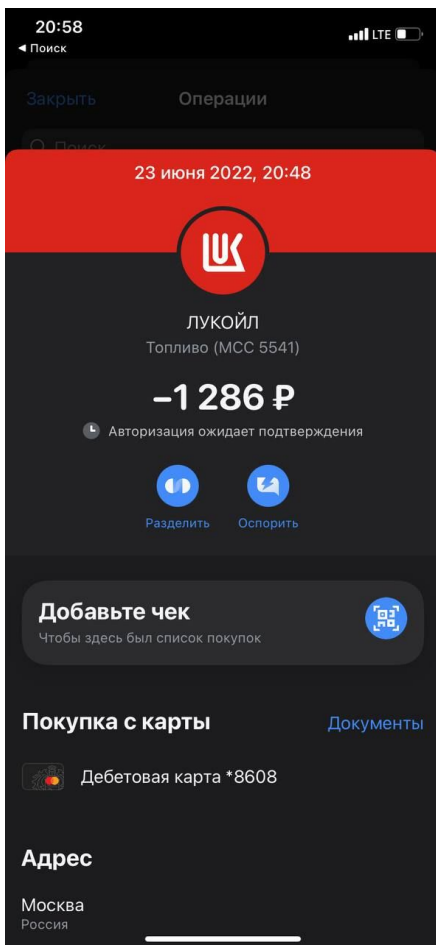 20:58
LTE
◀ Поиск
Закрыть
Операции
Поиск
23 июня 2022, 20:48
ЛУКОЙЛ
Топливо (MCC 5541)
–1 286 ₽
Авторизация ожидает подтверждения
Разделить
Оспорить
Добавьте чек
Чтобы здесь был список покупок
Покупка с карты
Документы
Дебетовая карта *8608
Адрес
Москва
Россия